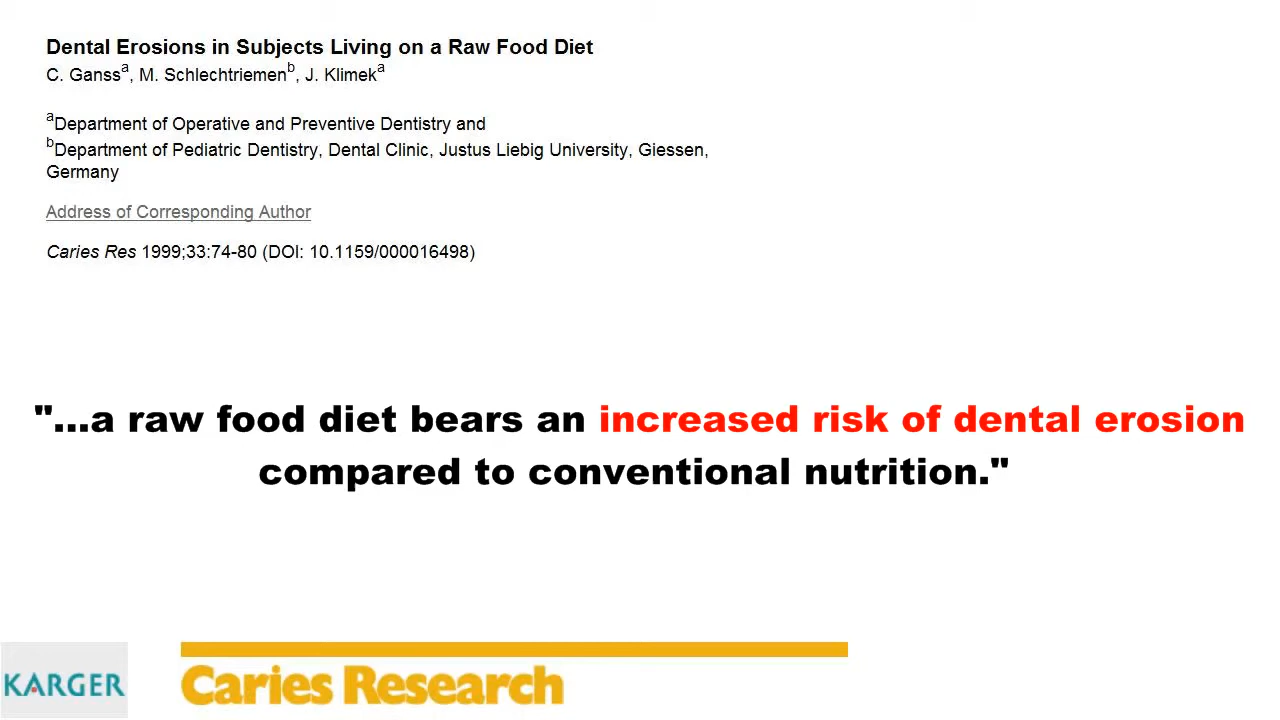 Dental Erosions in Subjects Living on a Raw Food Diet
C. Ganssa, M. Schlechtriemenb, J. Klimeka
aDepartment of Operative and Preventive Dentistry and
bDepartment of Pediatric Dentistry, Dental Clinic, Justus Liebig University, Giessen,
Germany
Address of Corresponding Author
Caries Res 1999;33:74-80 (DOI: 10.1159/000016498)
"...a raw food diet bears an increased risk of dental erosion
compared to conventional nutrition."
KARGER
Caries Research